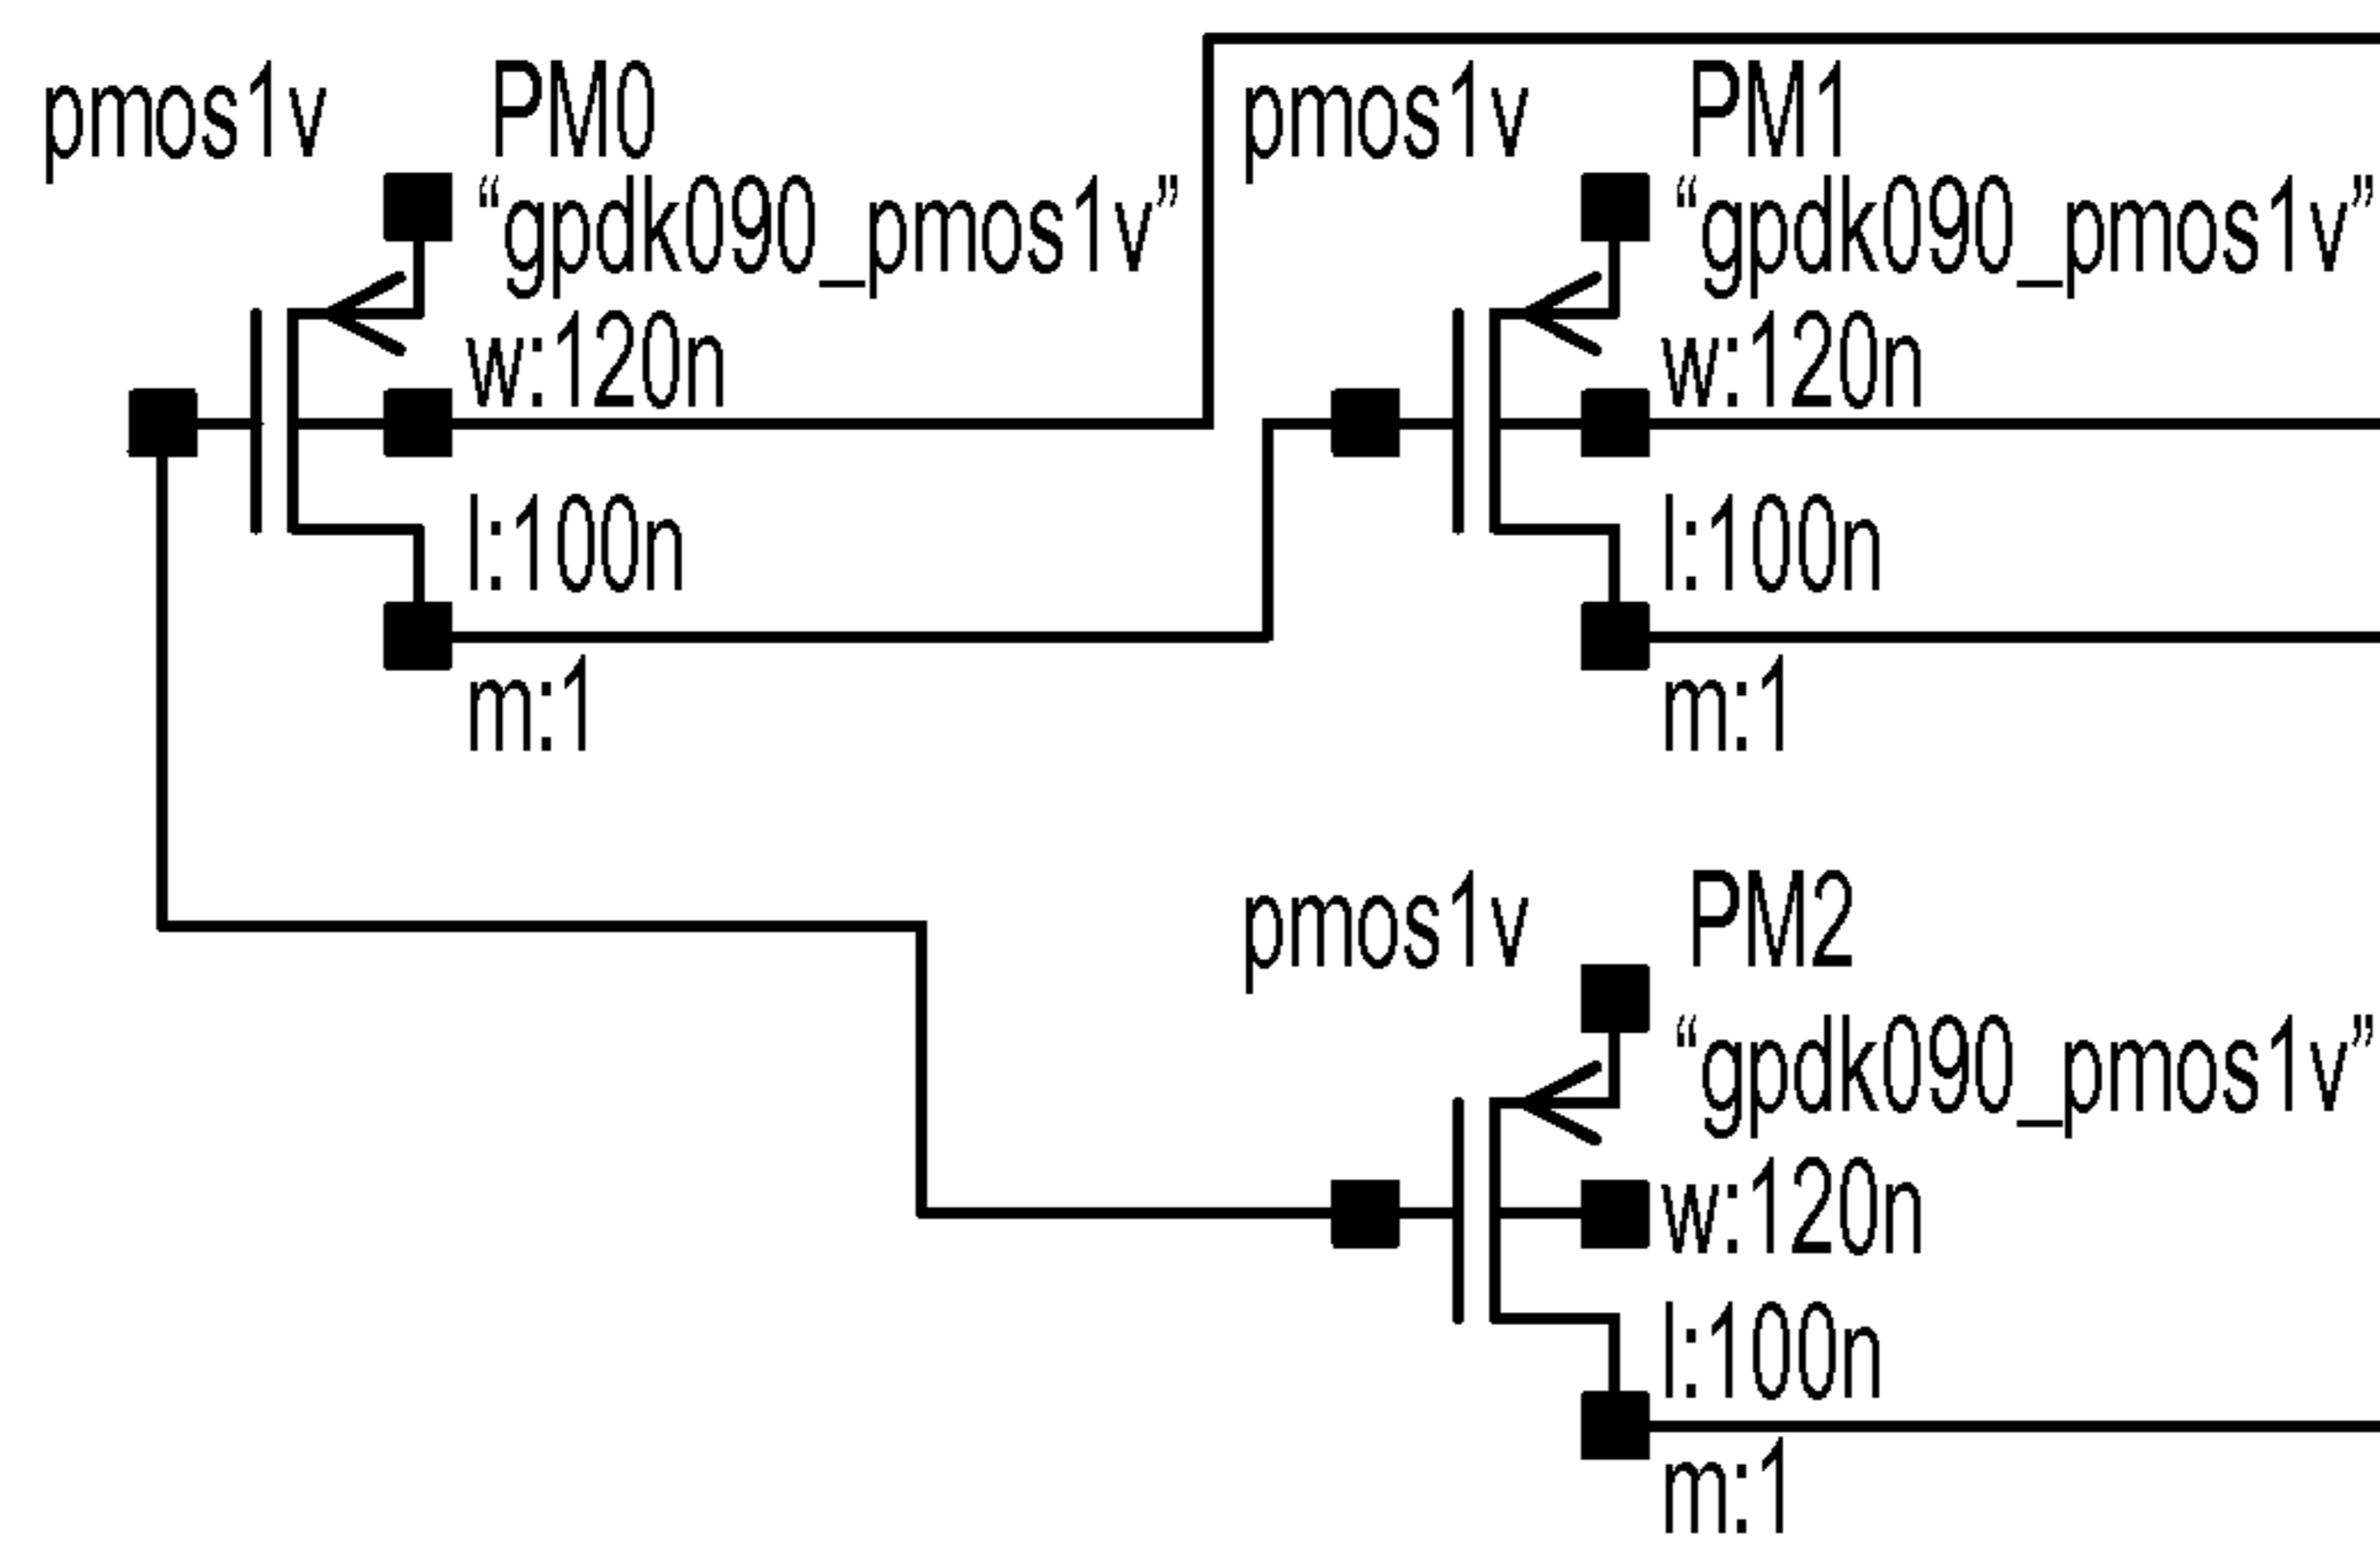 pmos1v PM0
“gpdk090_pmos1v”
w:120n
l:100n
m:1
pmos1v PM1
“gpdk090_pmos1v”
w:120n
l:100n
m:1
pmos1v PM2
“gpdk090_pmos1v”
w:120n
l:100n
m:1